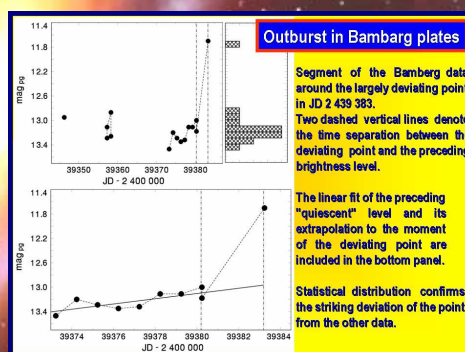 Outburst in Bambarg plates
11.4
11.8
12.2
12.6
13.0
13.4
mag pg
39350 39360 39370 39380
JD - 2 400 000
Segment of the Bamberg data
around the largely deviating point
in JD 2 439 383.
Two dashed vertical lines denote
the time separation between the
deviating point and the preceding
brightness level.
11.4
11.8
12.2
12.6
13.0
13.4
mag pg
39374 39376 39378 39380 39382 39384
JD - 2 400 000
The linear fit of the preceding
"quiescent" level and its
extrapolation to the moment
of the deviating point are
included in the bottom panel.
Statistical distribution confirms
the striking deviation of the point
from the other data.